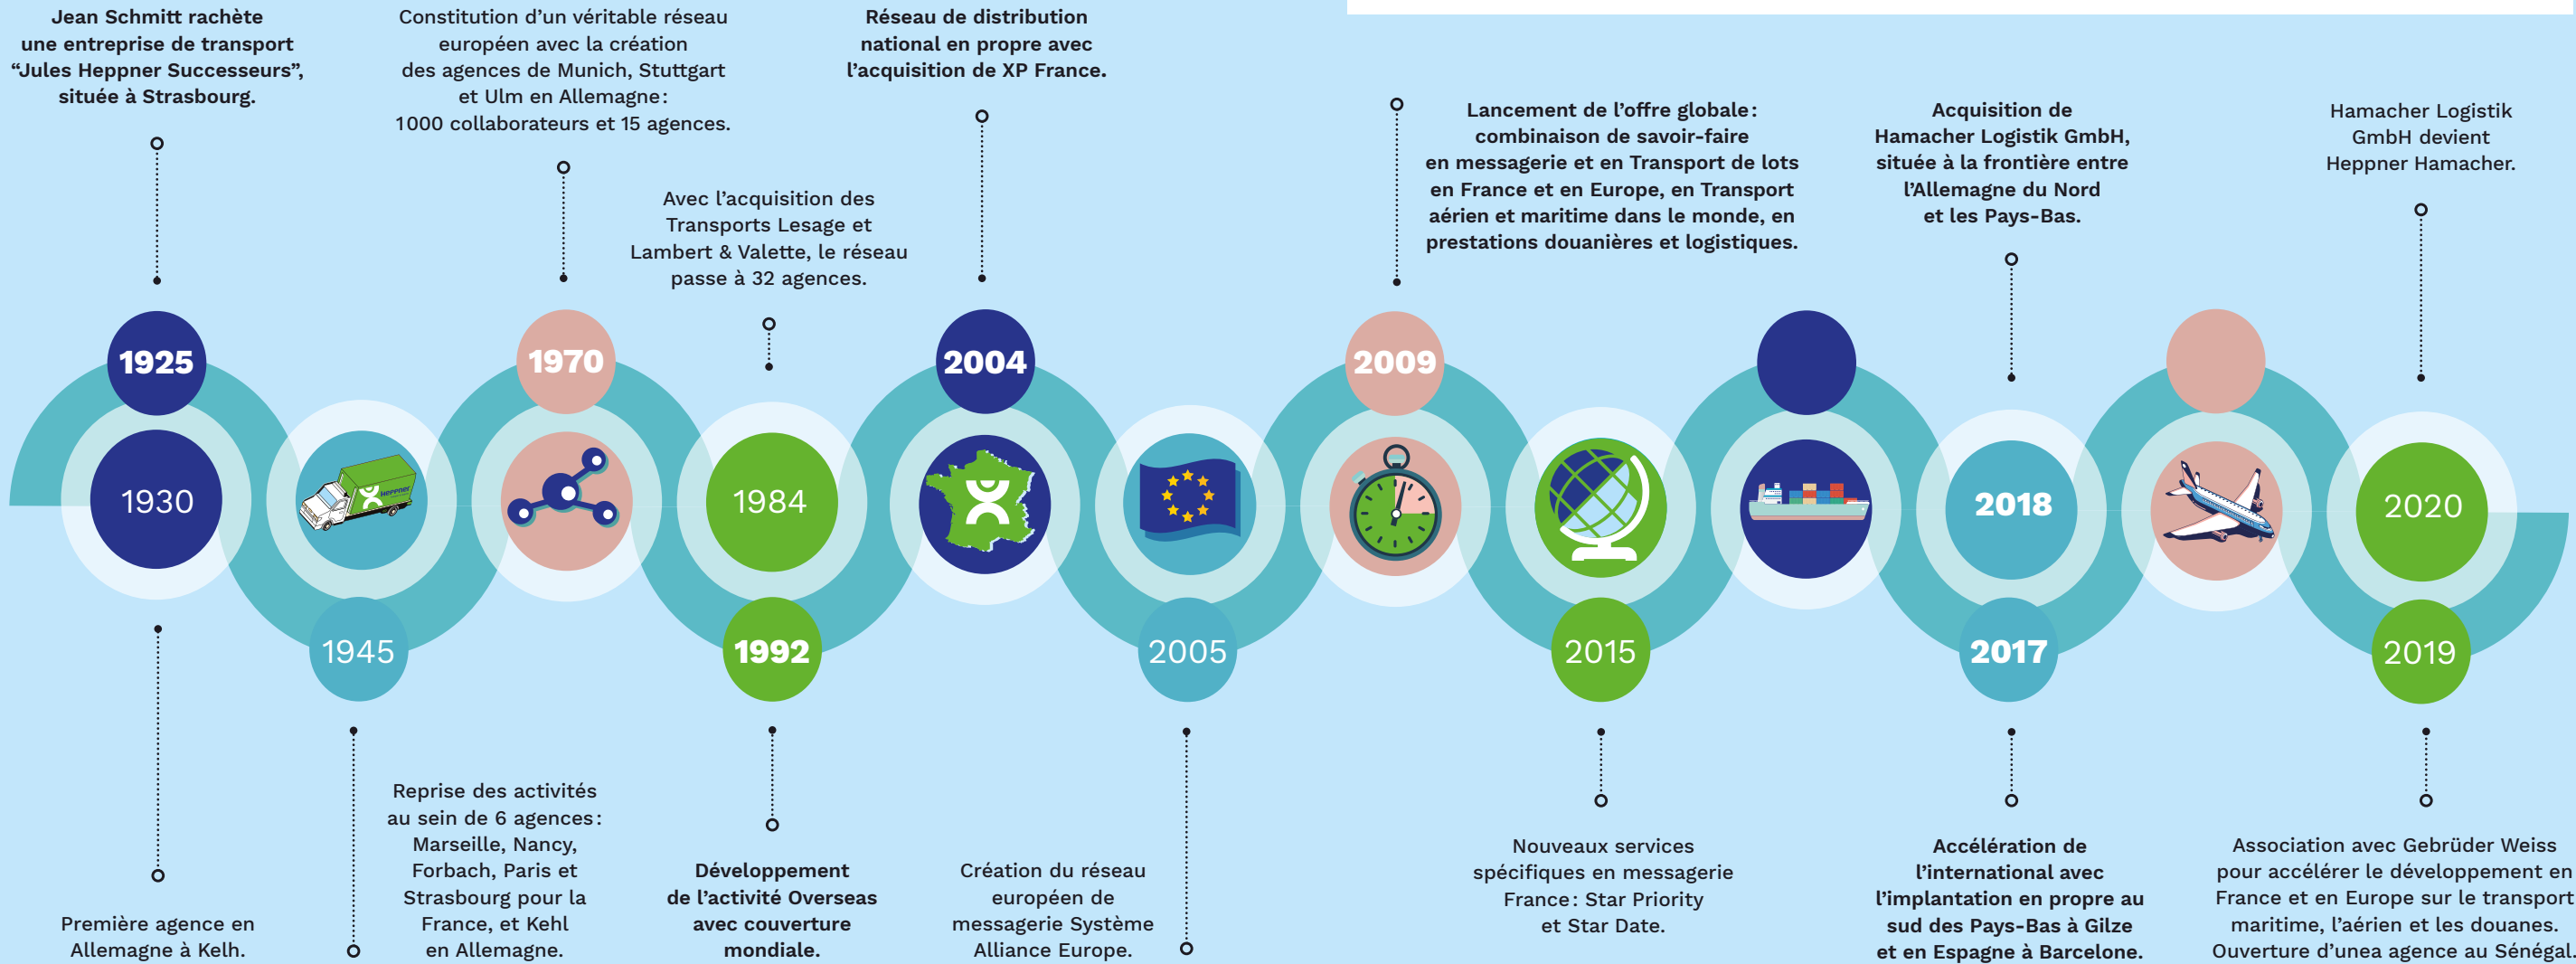 Jean Schmitt rachète
une entreprise de transport
“Jules Heppner Successeurs”,
située à Strasbourg.
1925
1930
Première agence en
Allemagne à Kelh.
Heppner
1945
Reprise des activités
au sein de 6 agences :
Marseille, Nancy,
Forbach, Paris et
Strasbourg pour la
France, et Kehl
en Allemagne.
Constitution d’un véritable réseau
européen avec la création
des agences de Munich, Stuttgart
et Ulm en Allemagne :
1 000 collaborateurs et 15 agences.
1970
Avec l’acquisition des
Transports Lesage et
Lambert & Valette, le réseau
passe à 32 agences.
1984
1992
Développement
de l’activité Overseas
avec couverture
mondiale.
Réseau de distribution
national en propre avec
l’acquisition de XP France.
2004
2005
Création du réseau
européen de
messagerie Système
Alliance Europe.
2009
Lancement de l’offre globale :
combinaison de savoir-faire
en messagerie et en Transport de lots
en France et en Europe, en Transport
aérien et maritime dans le monde, en
prestations douanières et logistiques.
2015
Nouveaux services
spécifiques en messagerie
France : Star Priority
et Star Date.
Acquisition de
Hamacher Logistik GmbH,
située à la frontière entre
l’Allemagne du Nord
et les Pays-Bas.
2018
2017
Accélération de
l’international avec
l’implantation en propre au
sud des Pays-Bas à Gilze
et en Espagne à Barcelone.
Hamacher Logistik
GmbH devient
Heppner Hamacher.
2020
2019
Association avec Gebrüder Weiss
pour accélérer le développement en
France et en Europe sur le transport
maritime, l’aérien et les douanes.
Ouverture d’unea agence au Sénégal.